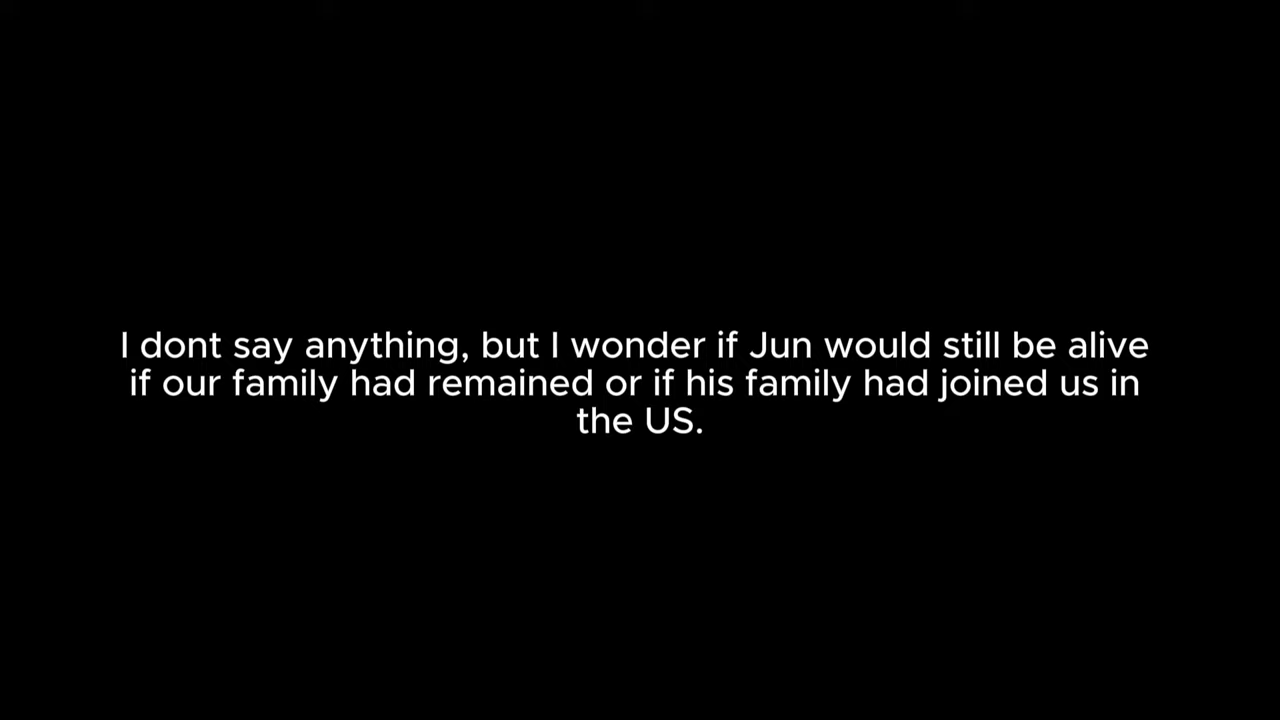 I dont say anything, but I wonder if Jun would still be alive
if our family had remained or if his family had joined us in
the US.